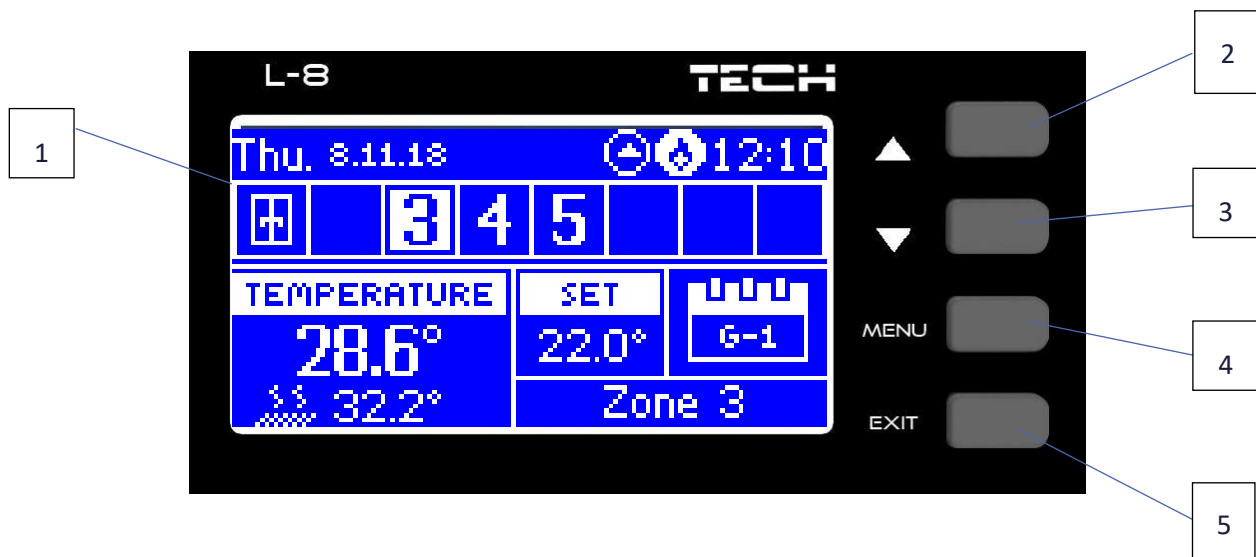 L-8 TECH
2
1
Thu. 8.11.18 12:10
3 4 5
3
TEMPERATURE SET
28.6° 22.0° G-1
MENU
4
32.2° Zone 3
EXIT
5